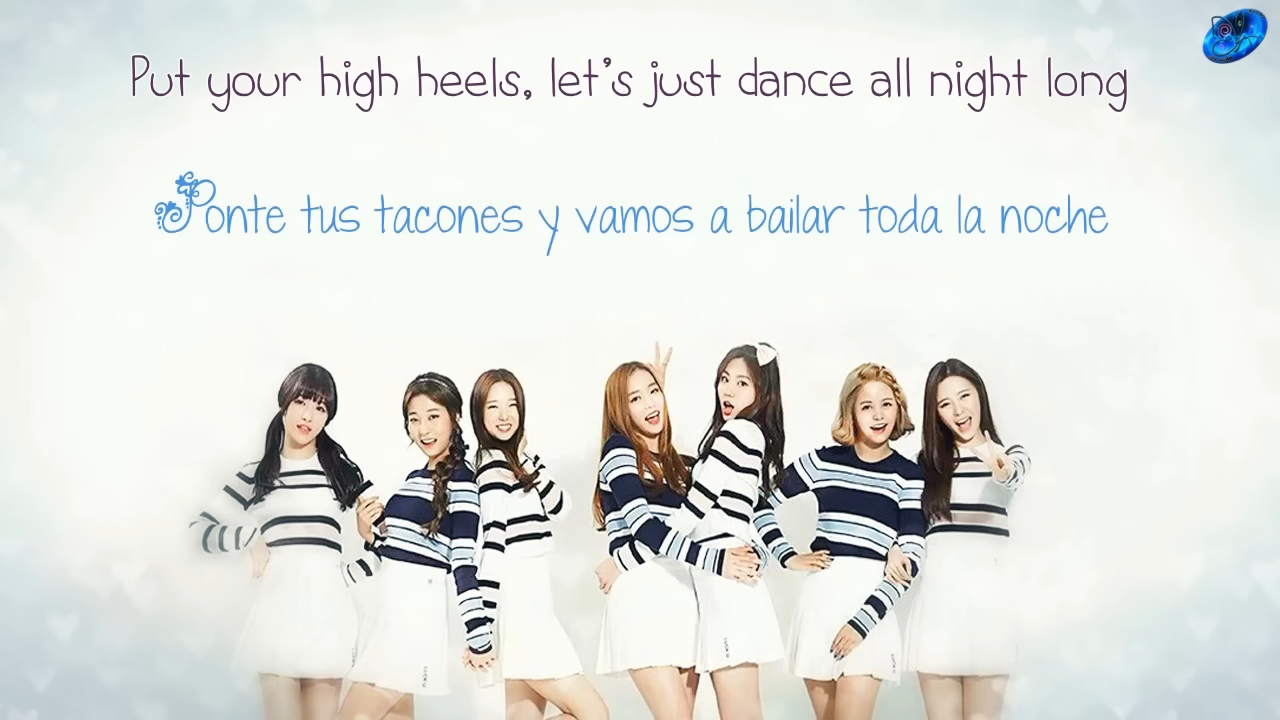 Put your high heels, let's just dance all night long
Ponte tus tacones y vamos a bailar toda la noche